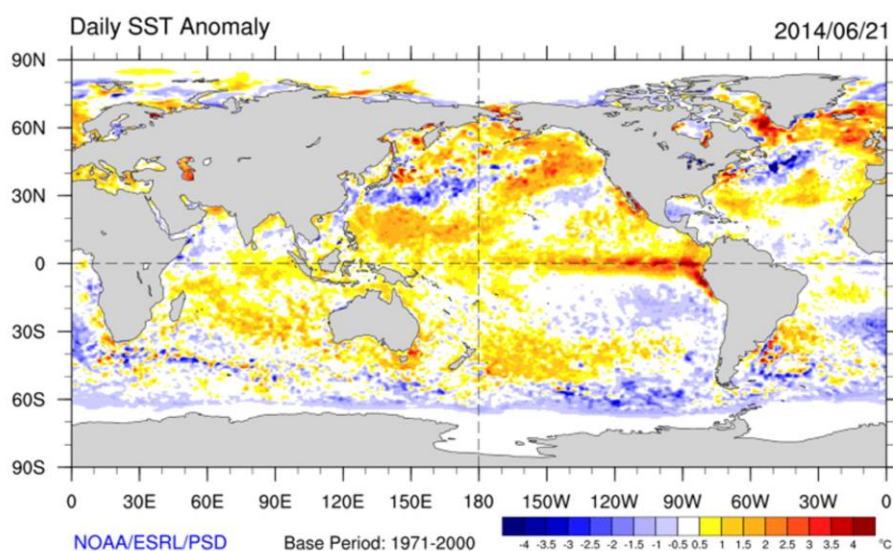 Daily SST Anomaly 2014/06/21
90N
60N
30N
0
30S
60S
90S
0 30E 60E 90E 120E 150E 180 150W 120W 90W 60W 30W 0
NOAA/ESRL/PSD Base Period: 1971-2000
-4 -3.5 -3 -2.5 -2 -1.5 -1 -0.5 0.5 1 1.5 2 2.5 3 3.5 4 °C